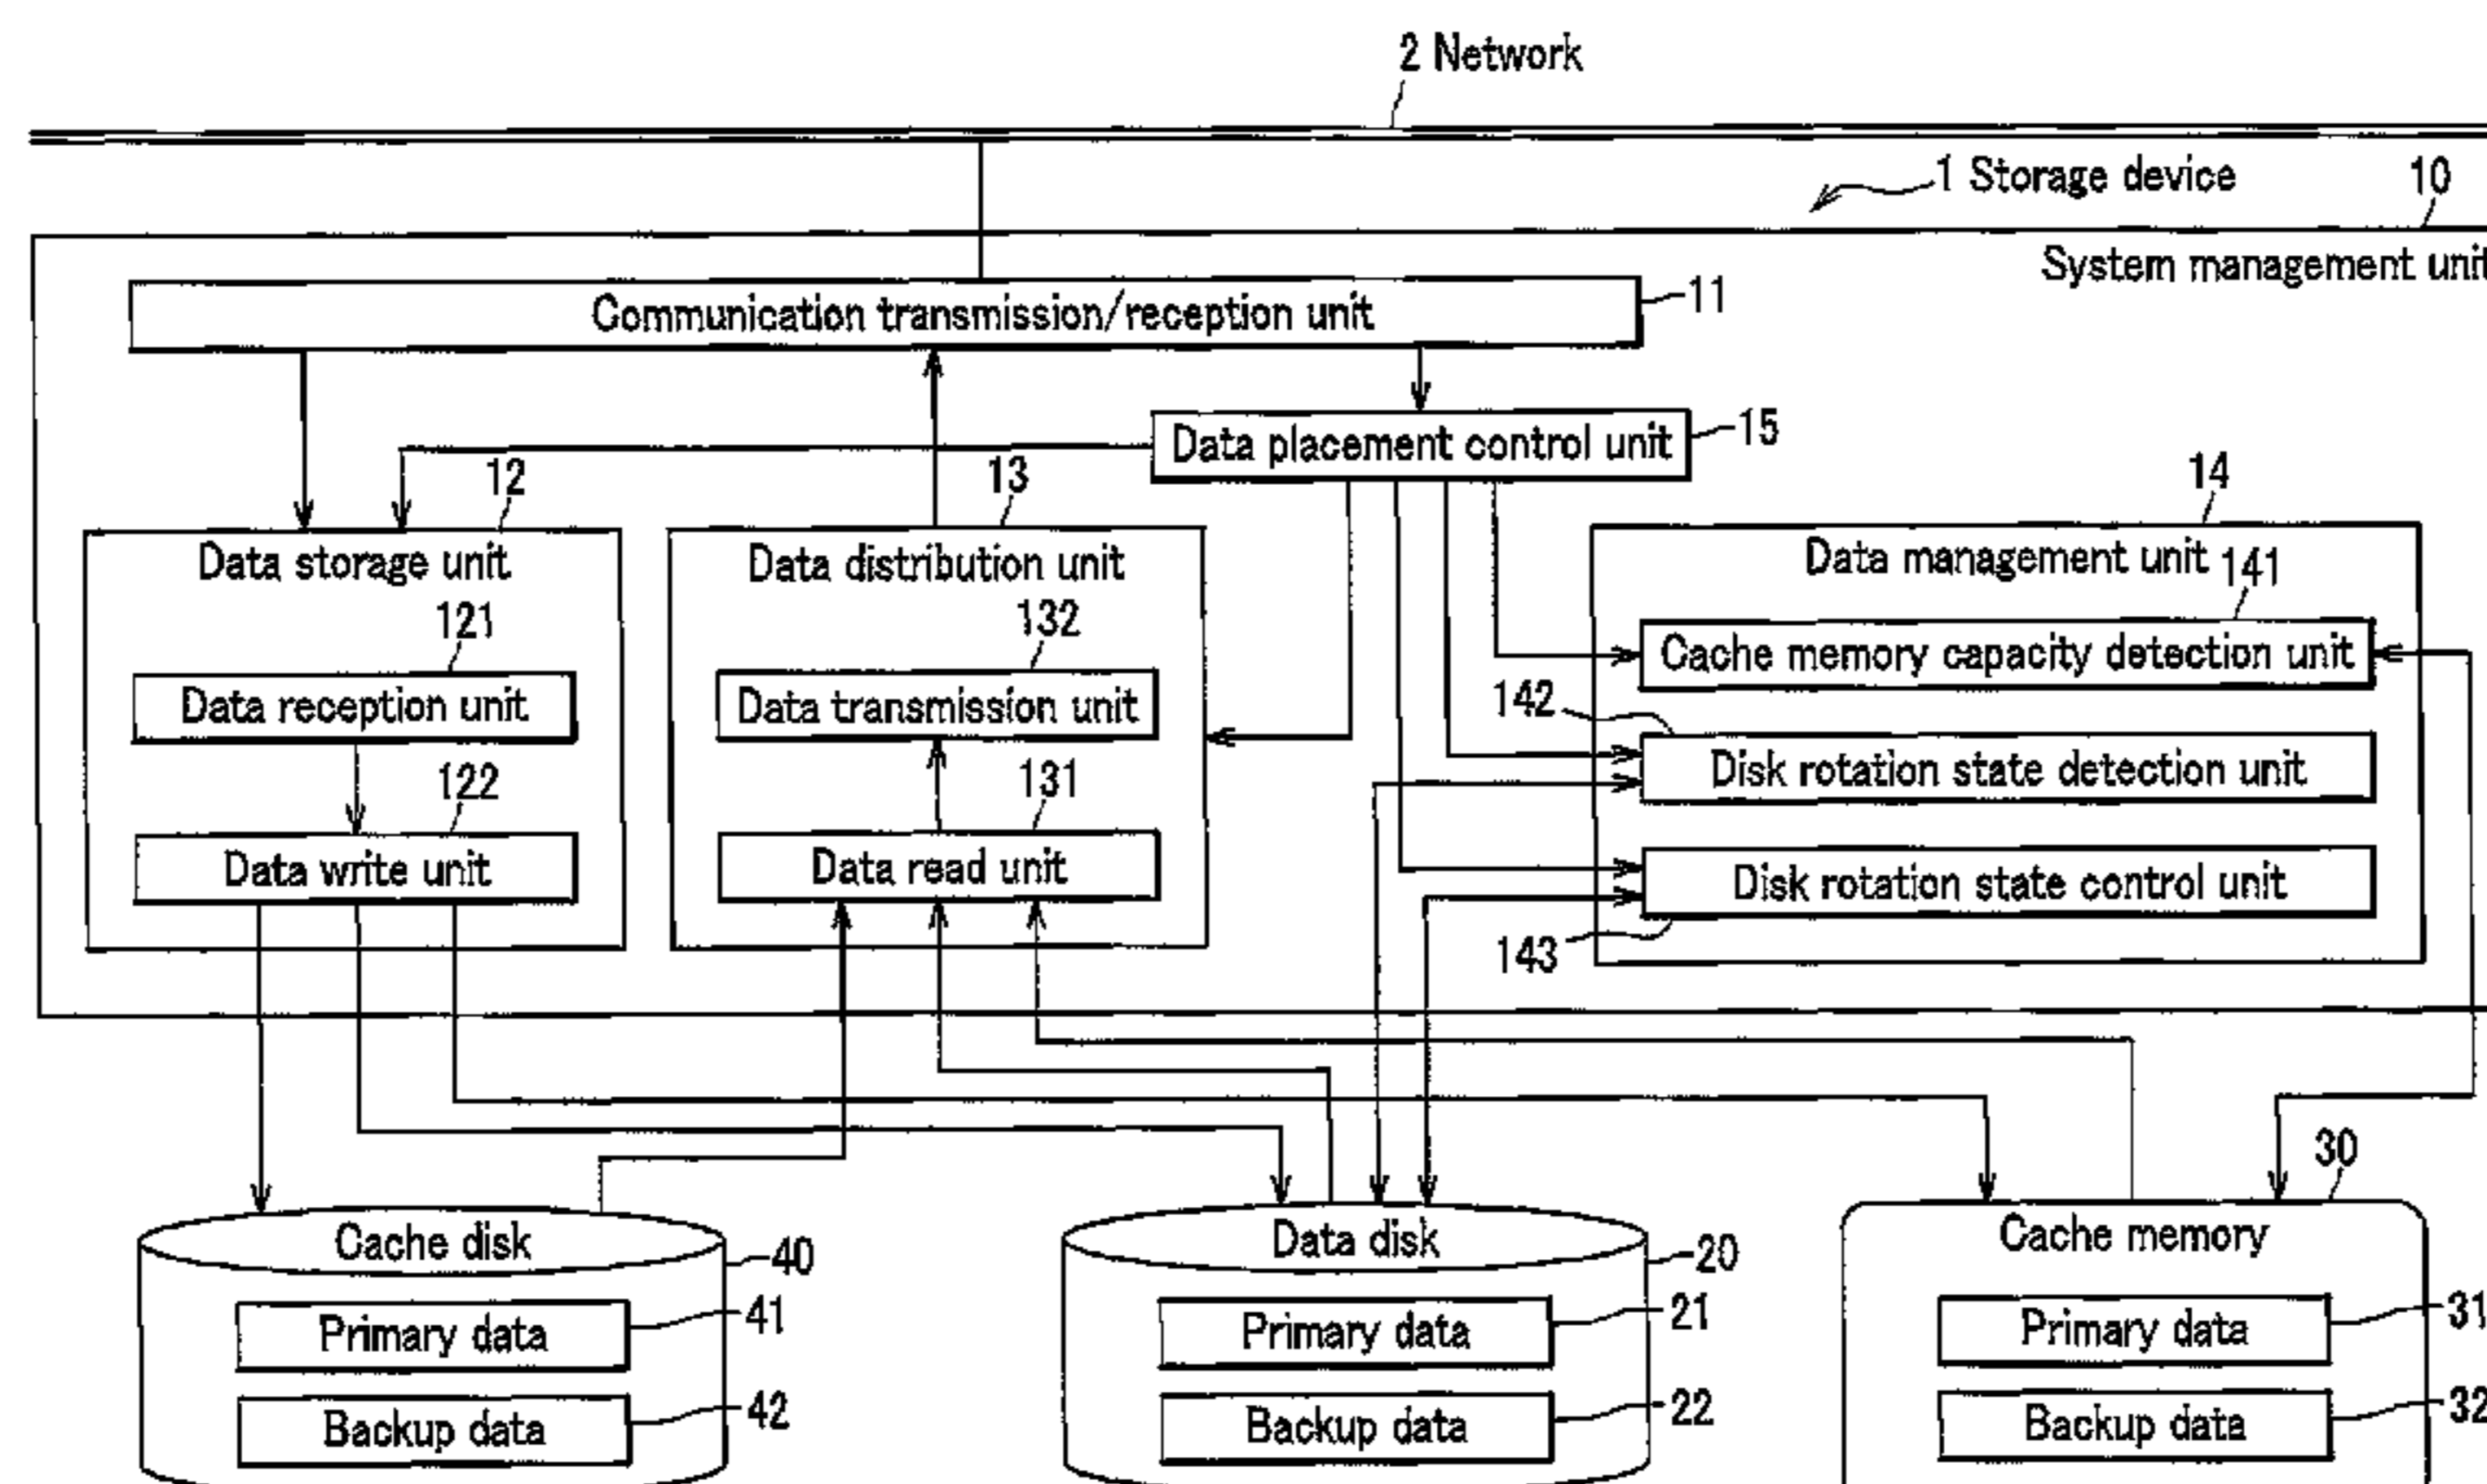 2 Network
1 Storage device
10
System management unit
Communication transmission/reception unit
11
Data placement control unit
15
12
13
14
Data storage unit
Data distribution unit
Data management unit
141
121
132
Cache memory capacity detection unit
Data reception unit
Data transmission unit
142
Disk rotation state detection unit
122
131
Data write unit
Data read unit
Disk rotation state control unit
143
30
Cache disk
40
Data disk
20
Cache memory
Primary data
41
Primary data
21
Primary data
31
Backup data
42
Backup data
22
Backup data
32